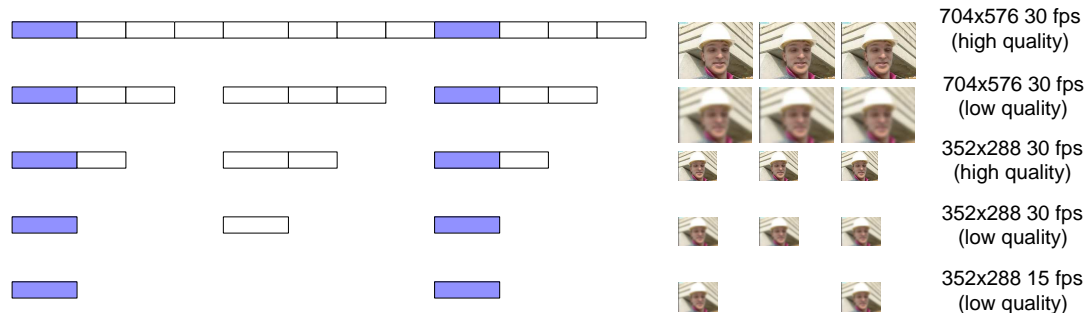 704x576 30 fps
(high quality)
704x576 30 fps
(low quality)
352x288 30 fps
(high quality)
352x288 30 fps
(low quality)
352x288 15 fps
(low quality)